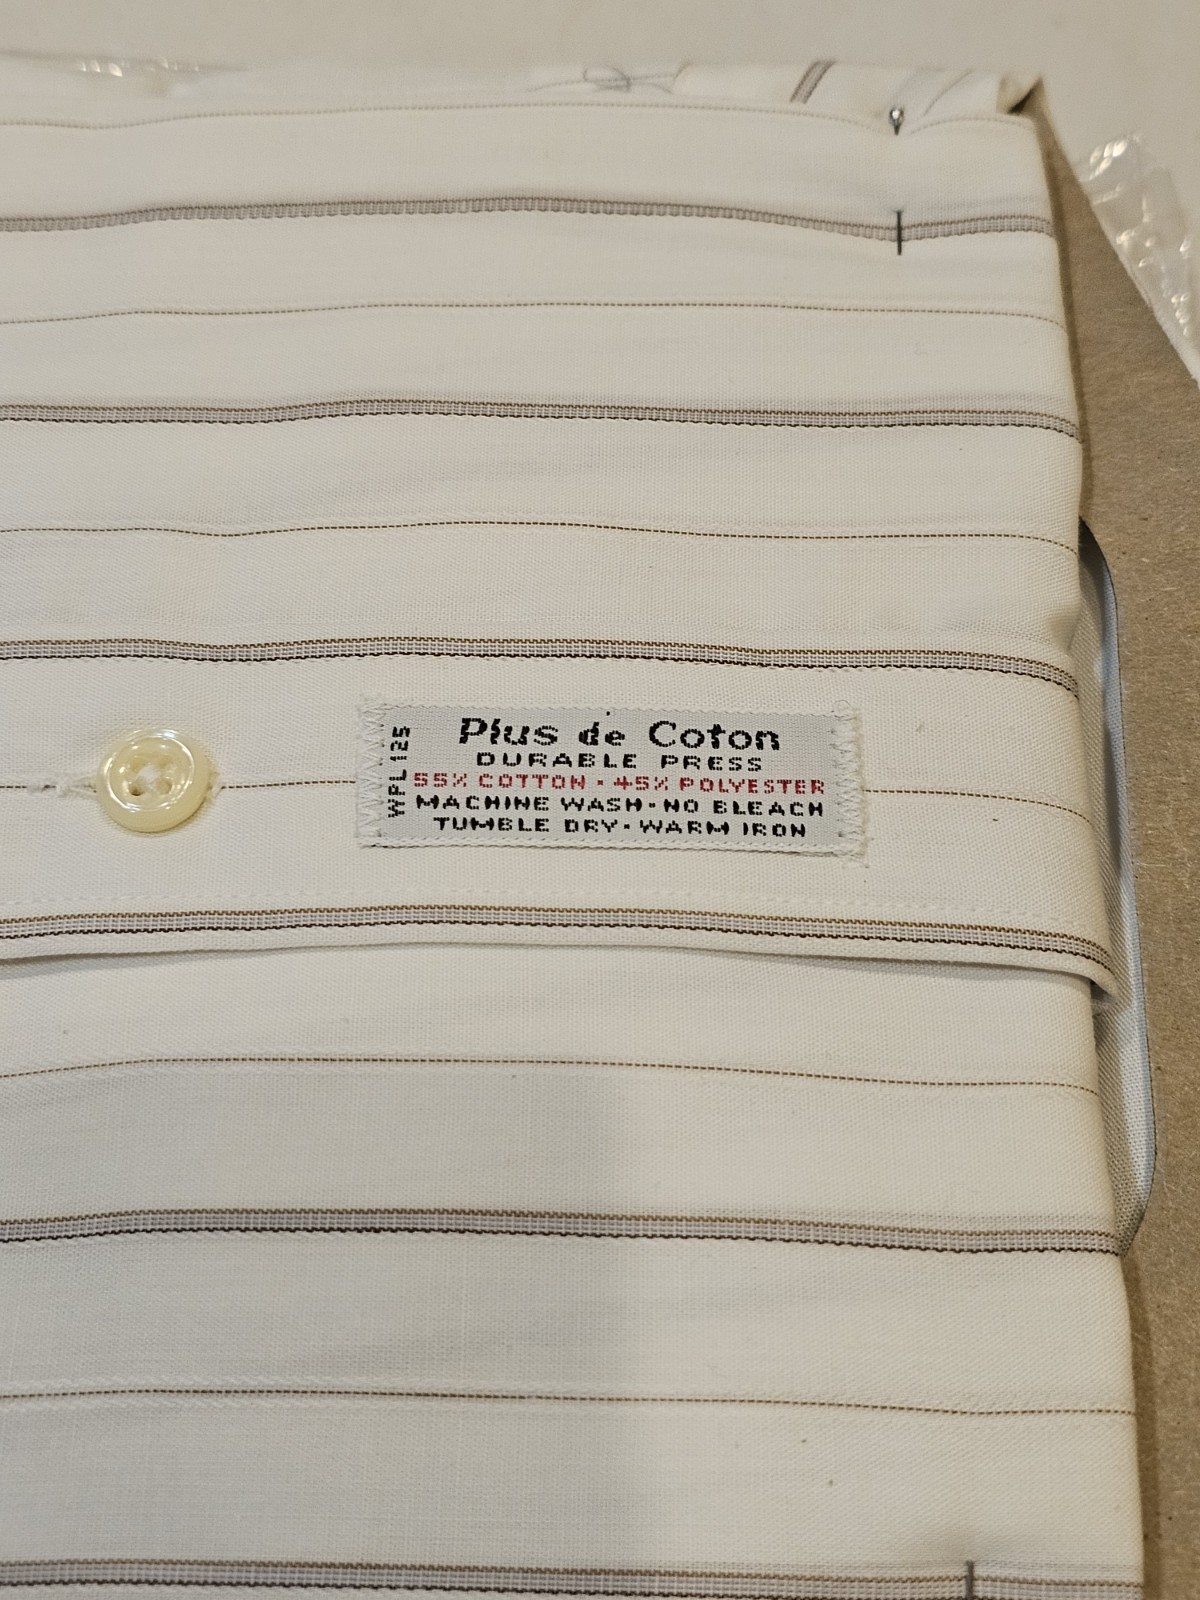 WPL 125
Plus de Coton
DURABLE PRESS
55% COTTON · 45% POLYESTER
MACHINE WASH · NO BLEACH
TUMBLE DRY · WARM IRON